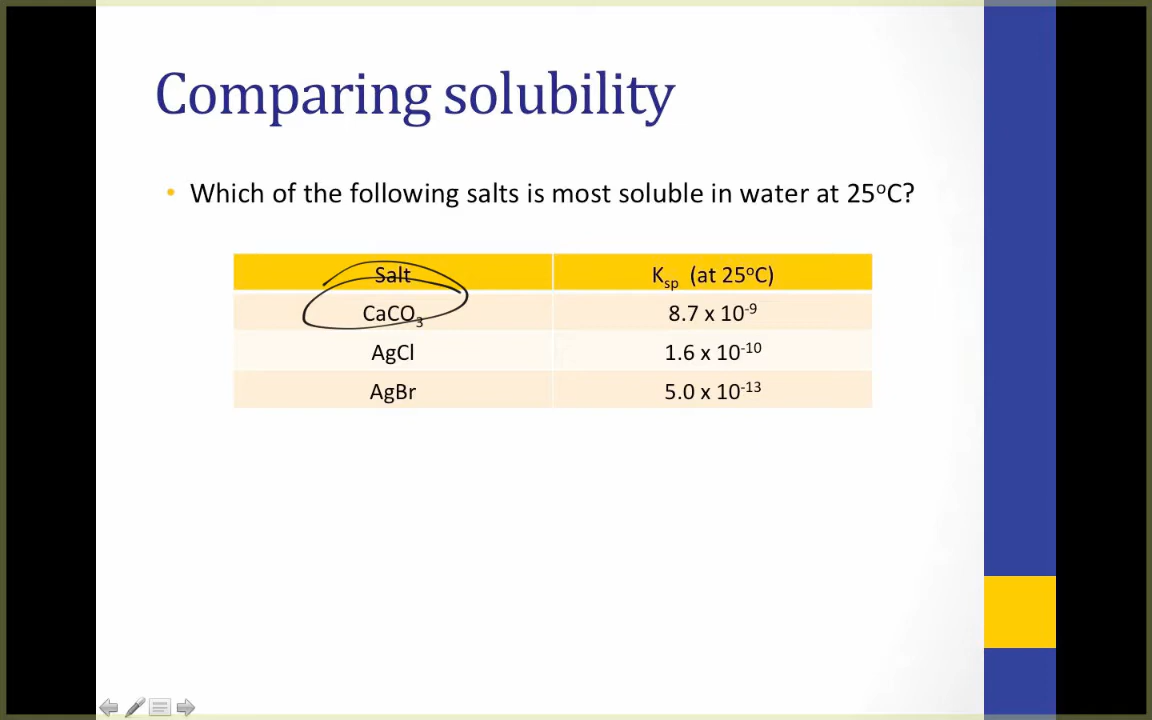 Comparing solubility
• Which of the following salts is most soluble in water at 25°C?
Salt Kₛₚ (at 25°C)
CaCO₃ 8.7 x 10⁻⁹
AgCl 1.6 x 10⁻¹⁰
AgBr 5.0 x 10⁻¹³